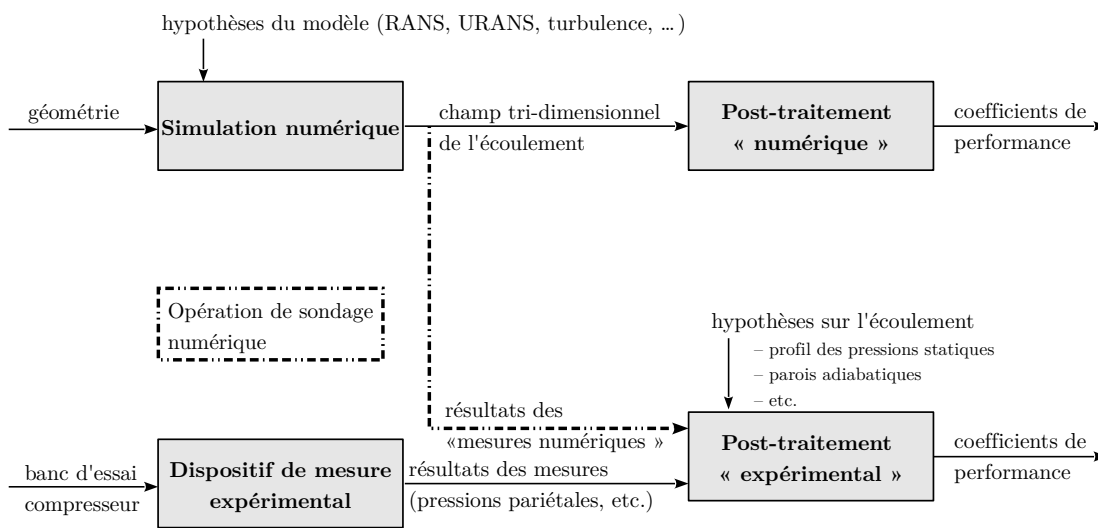 hypothèses du modèle (RANS, URANS, turbulence, ...)
géométrie
Simulation numérique
champ tri-dimensionnel
de l'écoulement
Post-traitement
« numérique »
coefficients de
performance
Opération de sondage
numérique
hypothèses sur l'écoulement
– profil des pressions statiques
– parois adiabatiques
– etc.
résultats des
«mesures numériques »
banc d'essai
compresseur
Dispositif de mesure
expérimental
résultats des mesures
(pressions pariétales, etc.)
Post-traitement
« expérimental »
coefficients de
performance